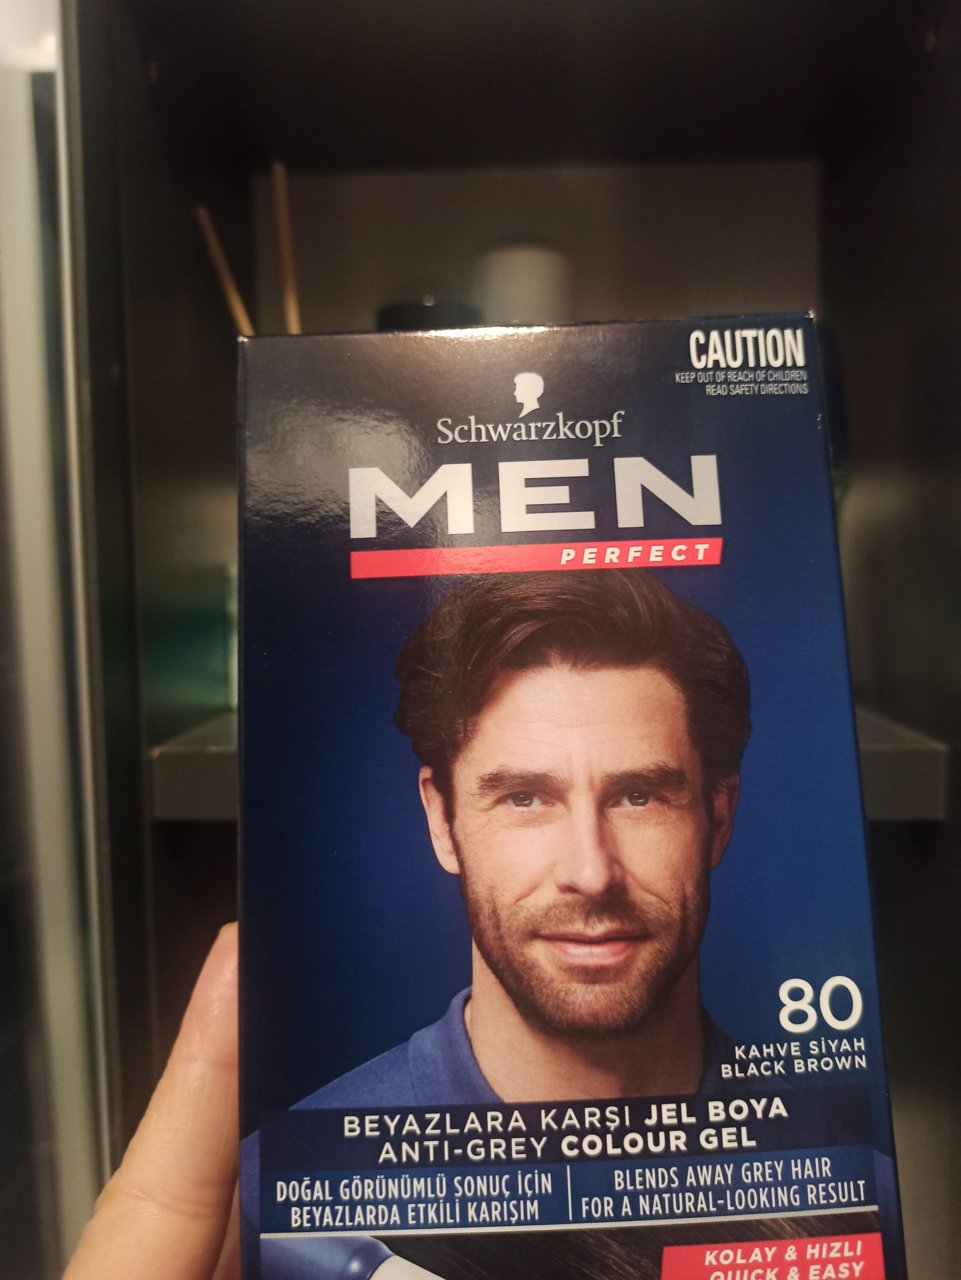 CAUTION
KEEP OUT OF REACH OF CHILDREN
READ SAFETY DIRECTIONS
Schwarzkopf
MEN
PERFECT
80
KAHVE SİYAH
BLACK BROWN
BEYAZLARA KARŞI JEL BOYA
ANTI-GREY COLOUR GEL
DOĞAL GÖRÜNÜMLÜ SONUÇ İÇİN
BEYAZLARDA ETKİLİ KARIŞIM
BLENDS AWAY GREY HAIR
FOR A NATURAL-LOOKING RESULT
KOLAY & HIZLI
QUICK & EASY